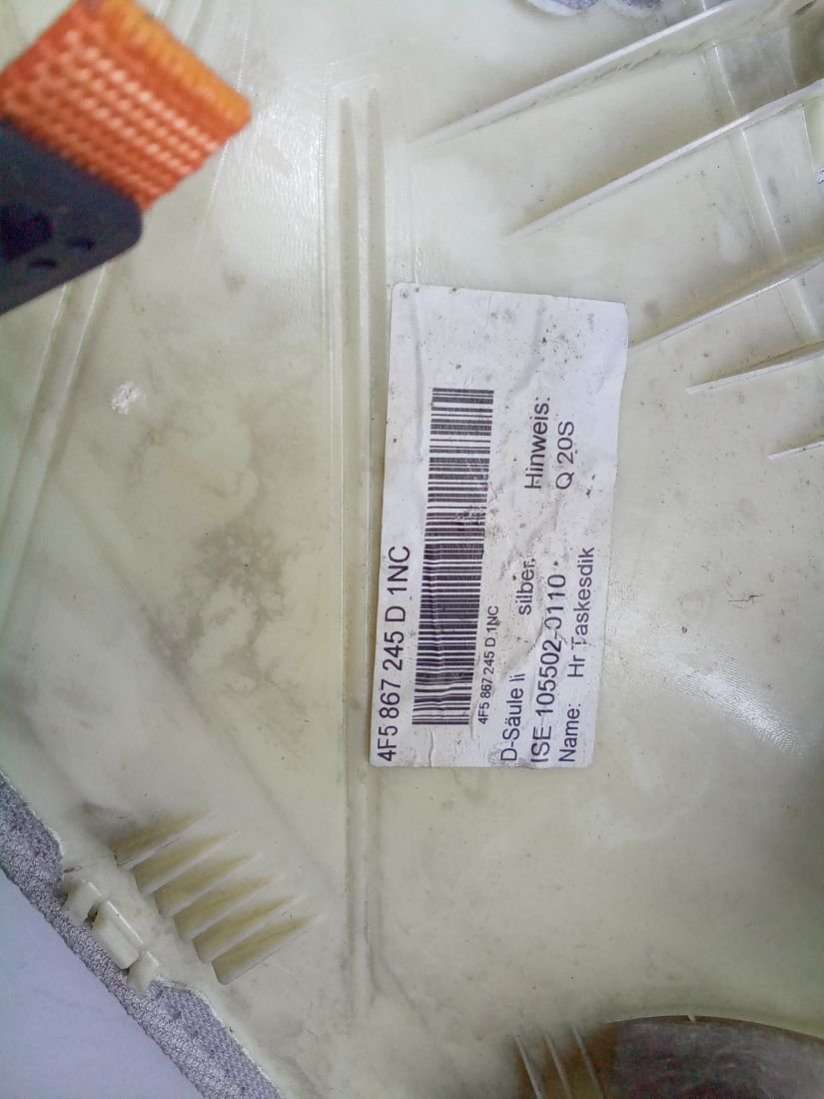 4F5 867 245 D 1NC
4F5 867 245 D 1NC
D-Säule li silber, Hinweis:
ISE 105502-0110 Q 20S
Name: Hr Taskesdik